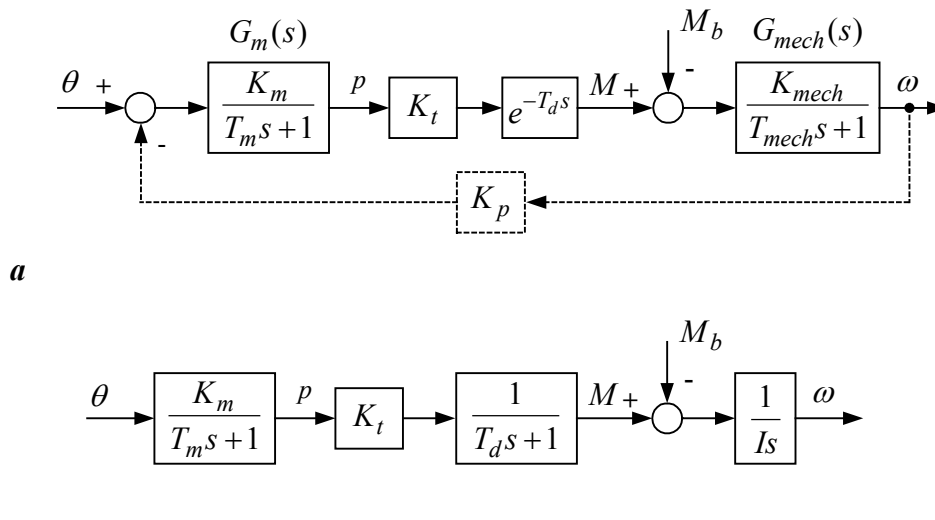 G_m(s) M_b G_mech(s)
θ + K_m / T_m s + 1 p K_t e^{-T_d s} M + - K_mech / T_mech s + 1 ω
-
K_p
a
M_b
θ K_m / T_m s + 1 p K_t 1 / T_d s + 1 M + - 1 / Is ω